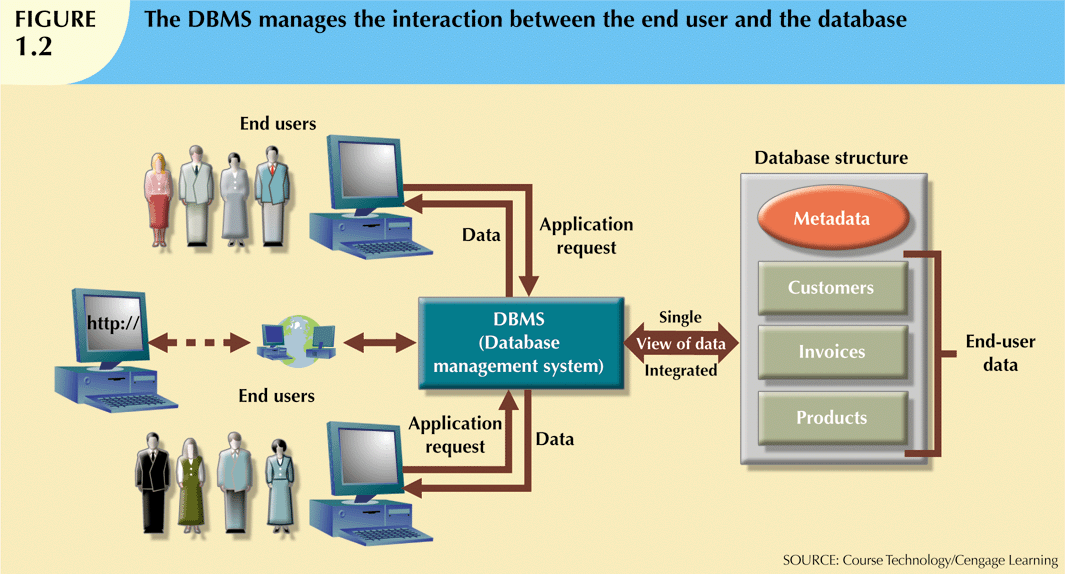 FIGURE
1.2
The DBMS manages the interaction between the end user and the database
End users
Data
Application
request
http://
DBMS
(Database
management system)
Single
View of data
Integrated
Database structure
Metadata
Customers
Invoices
Products
End-user
data
End users
Application
request
Data
SOURCE: Course Technology/Cengage Learning